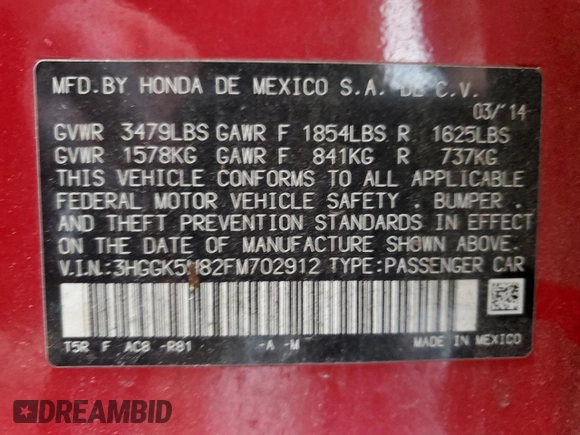 MFD.BY HONDA DE MEXICO S.A. DE C.V.
03/'14
GVWR 3479LBS GAWR F 1854LBS R 1625LBS
GVWR 1578KG GAWR F 841KG R 737KG
THIS VEHICLE CONFORMS TO ALL APPLICABLE
FEDERAL MOTOR VEHICLE SAFETY . BUMPER .
AND THEFT PREVENTION STANDARDS IN EFFECT
ON THE DATE OF MANUFACTURE SHOWN ABOVE.
V.I.N.: TYPE:PASSENGER CAR
T5R F AC8 -R81 -A -M MADE IN MEXICO
DREAMBID